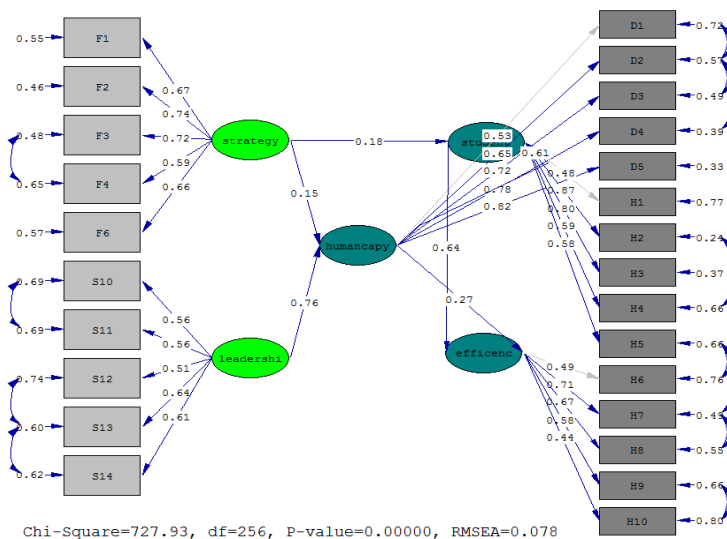 0.55 F1
0.46 F2
0.48 F3
0.65 F4
0.57 F6
0.69 S10
0.69 S11
0.74 S12
0.60 S13
0.62 S14
0.67
0.74
0.72
0.59
0.66
0.56
0.56
0.51
0.64
0.61
strategy
leadershi
0.18
0.15
0.76
humancapy
efficenc
0.64
0.27
0.53
0.65
0.72
0.78
0.82
0.61
0.48
0.87
0.80
0.59
0.58
0.49
0.71
0.67
0.58
0.44
D1 0.72
D2 0.57
D3 0.49
D4 0.39
D5 0.33
H1 0.77
H2 0.24
H3 0.37
H4 0.66
H5 0.66
H6 0.76
H7 0.49
H8 0.55
H9 0.66
H10 0.80
Chi-Square=727.93, df=256, P-value=0.00000, RMSEA=0.078